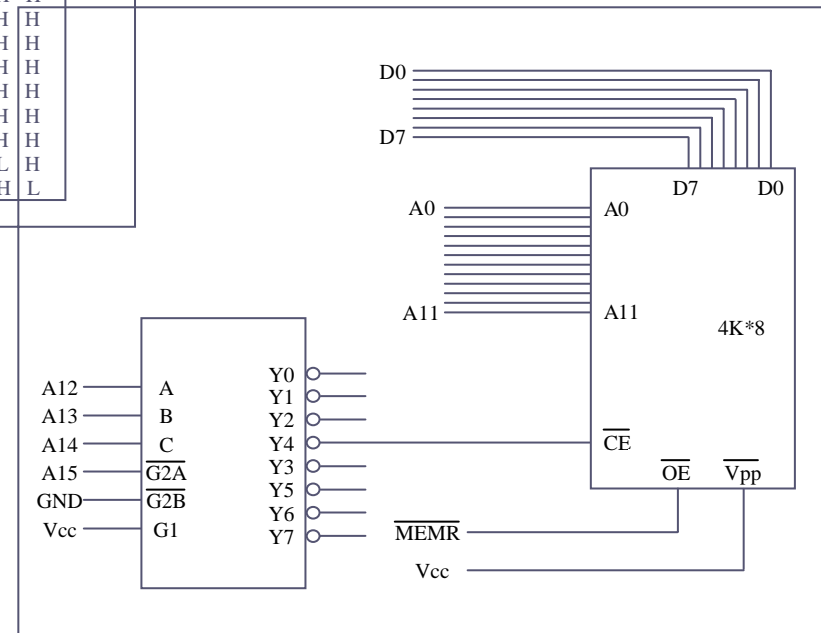 H H
H H
H H
H H
H H
H H
L H
H L
D0
D7
D7 D0
A0
A0
A11
A11
4K*8
A12
A13
A14
A15
GND
Vcc
A
B
C
G2A
G2B
G1
Y0
Y1
Y2
Y4
Y3
Y5
Y6
Y7
CE
OE
Vpp
MEMR
Vcc